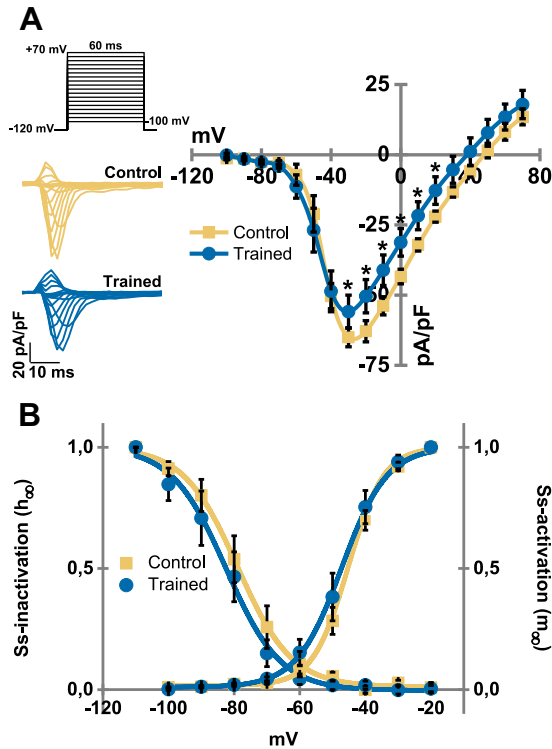 A
+70 mV
60 ms
-120 mV
-100 mV
Control
Trained
20 pA/pF
10 ms
mV
-120
-80
-40
0
40
80
25
0
-25
-50
-75
pA/pF
Control
Trained
*
*
*
*
*
*
B
1,0
0,5
0,0
Ss-inactivation (h∞)
Control
Trained
1,0
0,5
0,0
Ss-activation (m∞)
-120
-100
-80
-60
-40
-20
mV